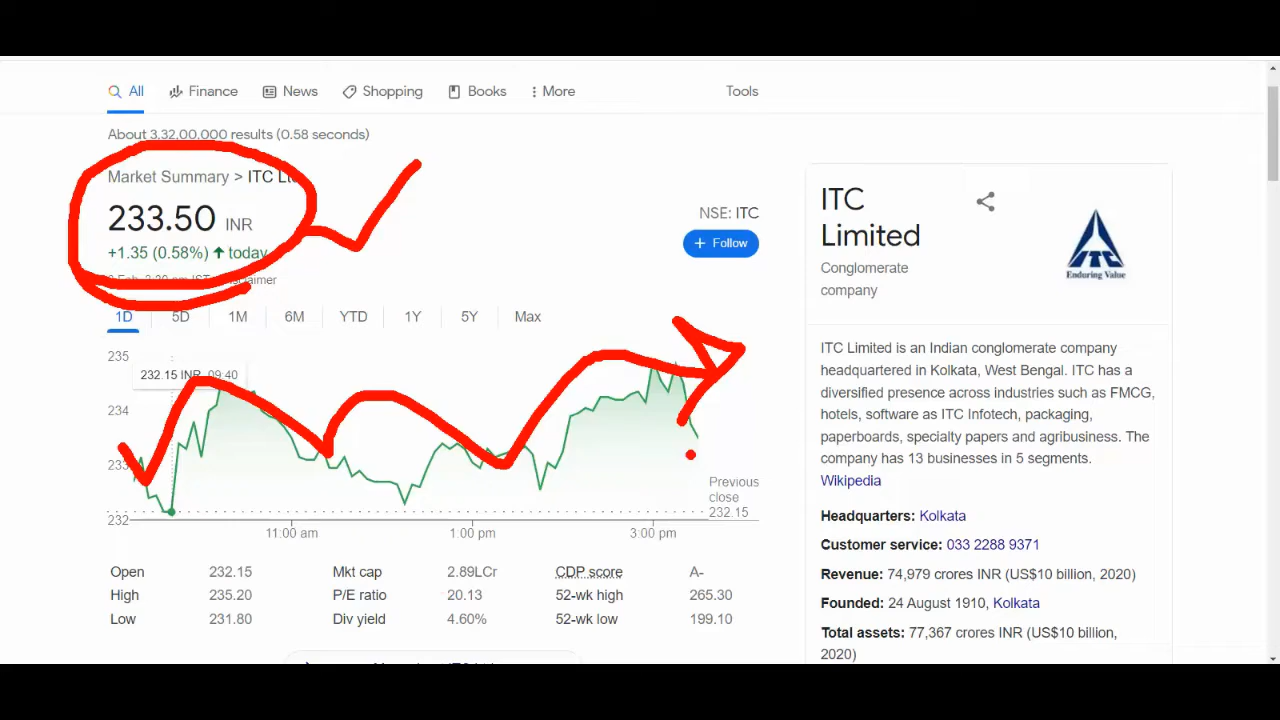 All Finance News Shopping Books More Tools
About 3,32,00,000 results (0.58 seconds)
Market Summary > ITC
233.50 INR
+1.35 (0.58%) today
NSE: ITC
+ Follow
1D 5D 1M 6M YTD 1Y 5Y Max
235
232.15 INR 09:40
234
233
232
Previous
close
232.15
11:00 am 1:00 pm 3:00 pm
Open 232.15 Mkt cap 2.89LCr CDP score A-
High 235.20 P/E ratio 20.13 52-wk high 265.30
Low 231.80 Div yield 4.60% 52-wk low 199.10
ITC
Limited
Conglomerate
company
ITC
Enduring Value
ITC Limited is an Indian conglomerate company
headquartered in Kolkata, West Bengal. ITC has a
diversified presence across industries such as FMCG,
hotels, software as ITC Infotech, packaging,
paperboards, specialty papers and agribusiness. The
company has 13 businesses in 5 segments.
Wikipedia
Headquarters: Kolkata
Customer service: 033 2288 9371
Revenue: 74,979 crores INR (US$10 billion, 2020)
Founded: 24 August 1910, Kolkata
Total assets: 77,367 crores INR (US$10 billion,
2020)